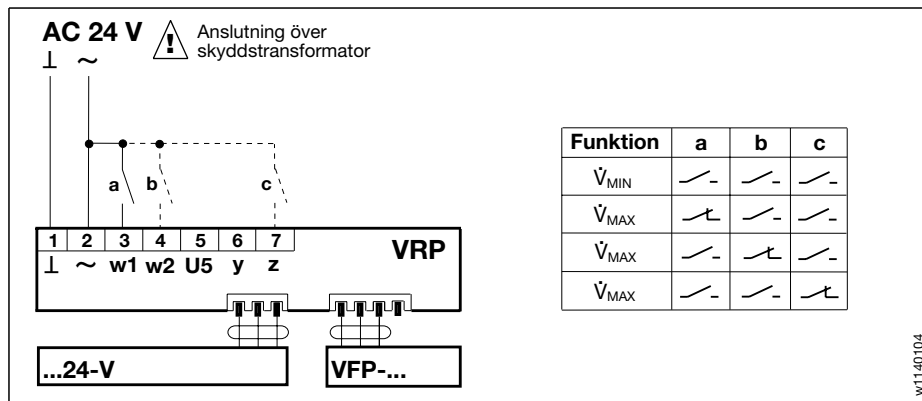 AC 24 V
Anslutning över
skyddstransformator
⊥ ~
a b c
1 2 3 4 5 6 7
⊥ ~ w1 w2 U5 y z
VRP
...24-V
VFP-...
Funktion a b c
V̇MIN
V̇MAX
V̇MAX
V̇MAX
w1140104